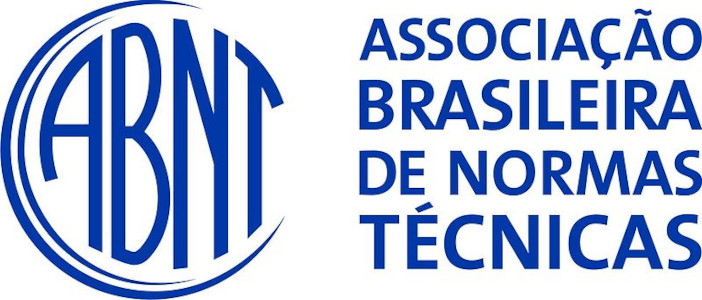 ABNT
ASSOCIAÇÃO
BRASILEIRA
DE NORMAS
TÉCNICAS